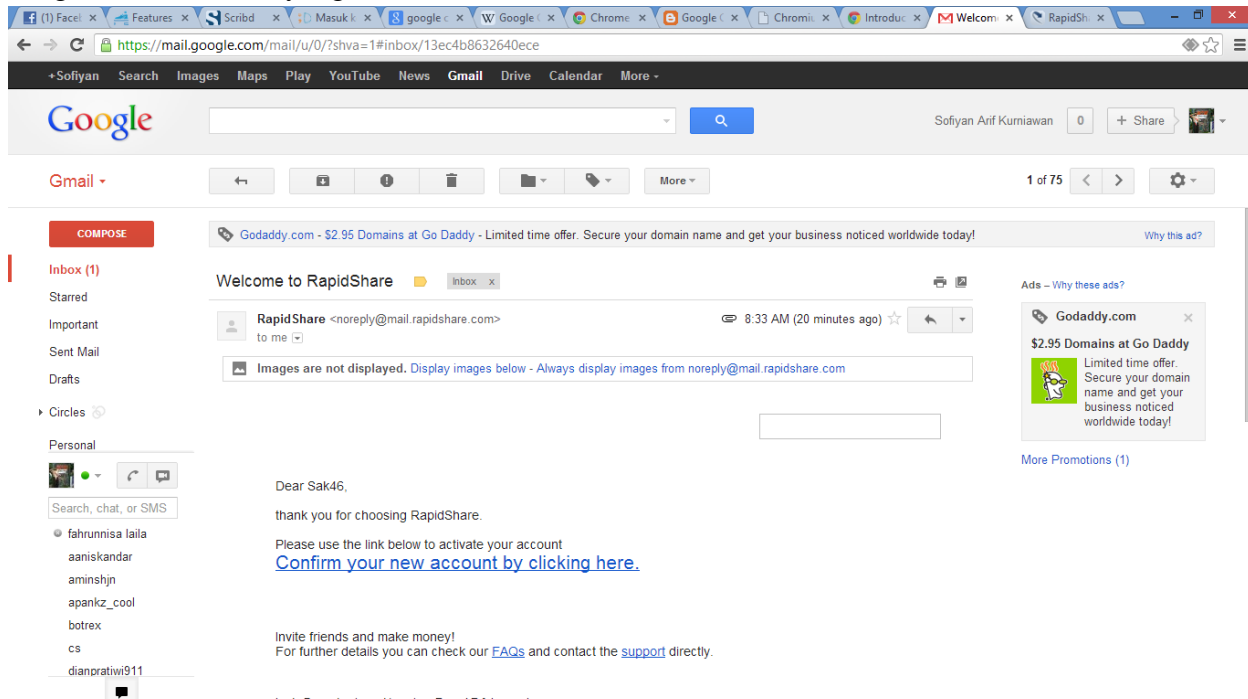 (1) Facel Features Scribd :D Masuk k google c Google ( Chrome Google ( Chromiu Introduc Welcom RapidSh
https://mail.google.com/mail/u/0/?shva=1#inbox/13ec4b8632640ece
+Sofiyan Search Images Maps Play YouTube News Gmail Drive Calendar More
Google Sofiyan Arif Kurniawan 0 + Share
Gmail More 1 of 75
COMPOSE Godaddy.com - $2.95 Domains at Go Daddy - Limited time offer. Secure your domain name and get your business noticed worldwide today! Why this ad?
Inbox (1)
Starred
Important
Sent Mail
Drafts
Circles
Personal
Search, chat, or SMS
fahrunnisa laila
aaniskandar
aminshjn
apankz_cool
botrex
cs
dianpratiwi911
Welcome to RapidShare Inbox x
RapidShare <noreply@mail.rapidshare.com> 8:33 AM (20 minutes ago)
to me
Images are not displayed. Display images below - Always display images from noreply@mail.rapidshare.com
Dear Sak46,
thank you for choosing RapidShare.
Please use the link below to activate your account
Confirm your new account by clicking here.
Invite friends and make money!
For further details you can check our FAQs and contact the support directly.
Ads – Why these ads?
Godaddy.com
$2.95 Domains at Go Daddy
Limited time offer.
Secure your domain
name and get your
business noticed
worldwide today!
More Promotions (1)